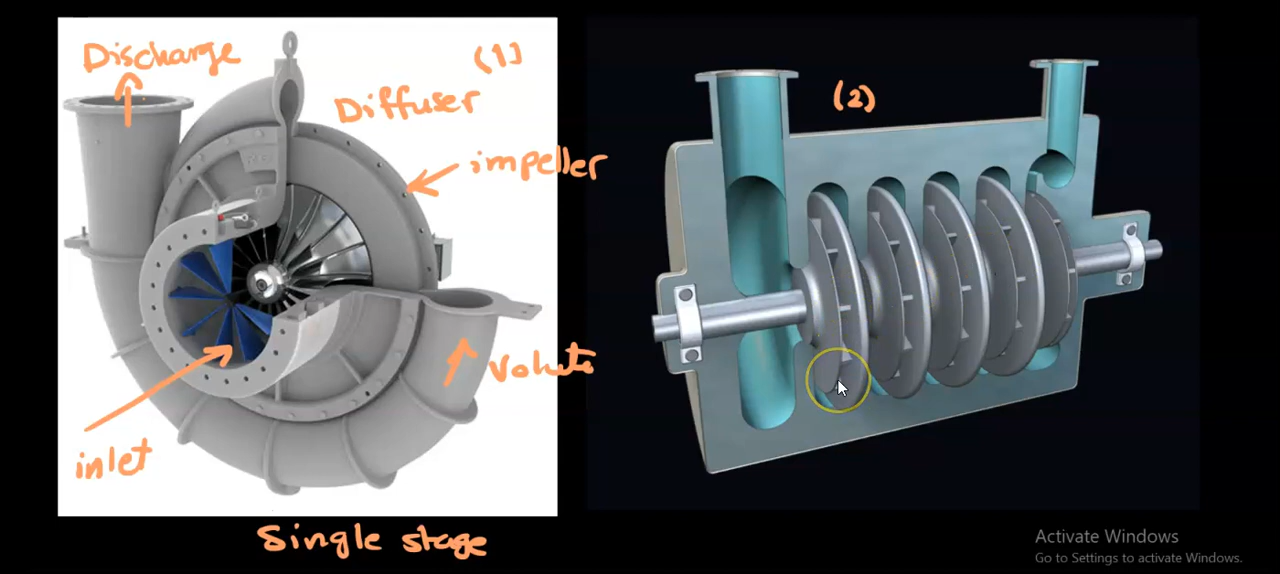 Discharge
(1)
Diffuser
impeller
inlet
Volute
Single stage
(2)
Activate Windows
Go to Settings to activate Windows.